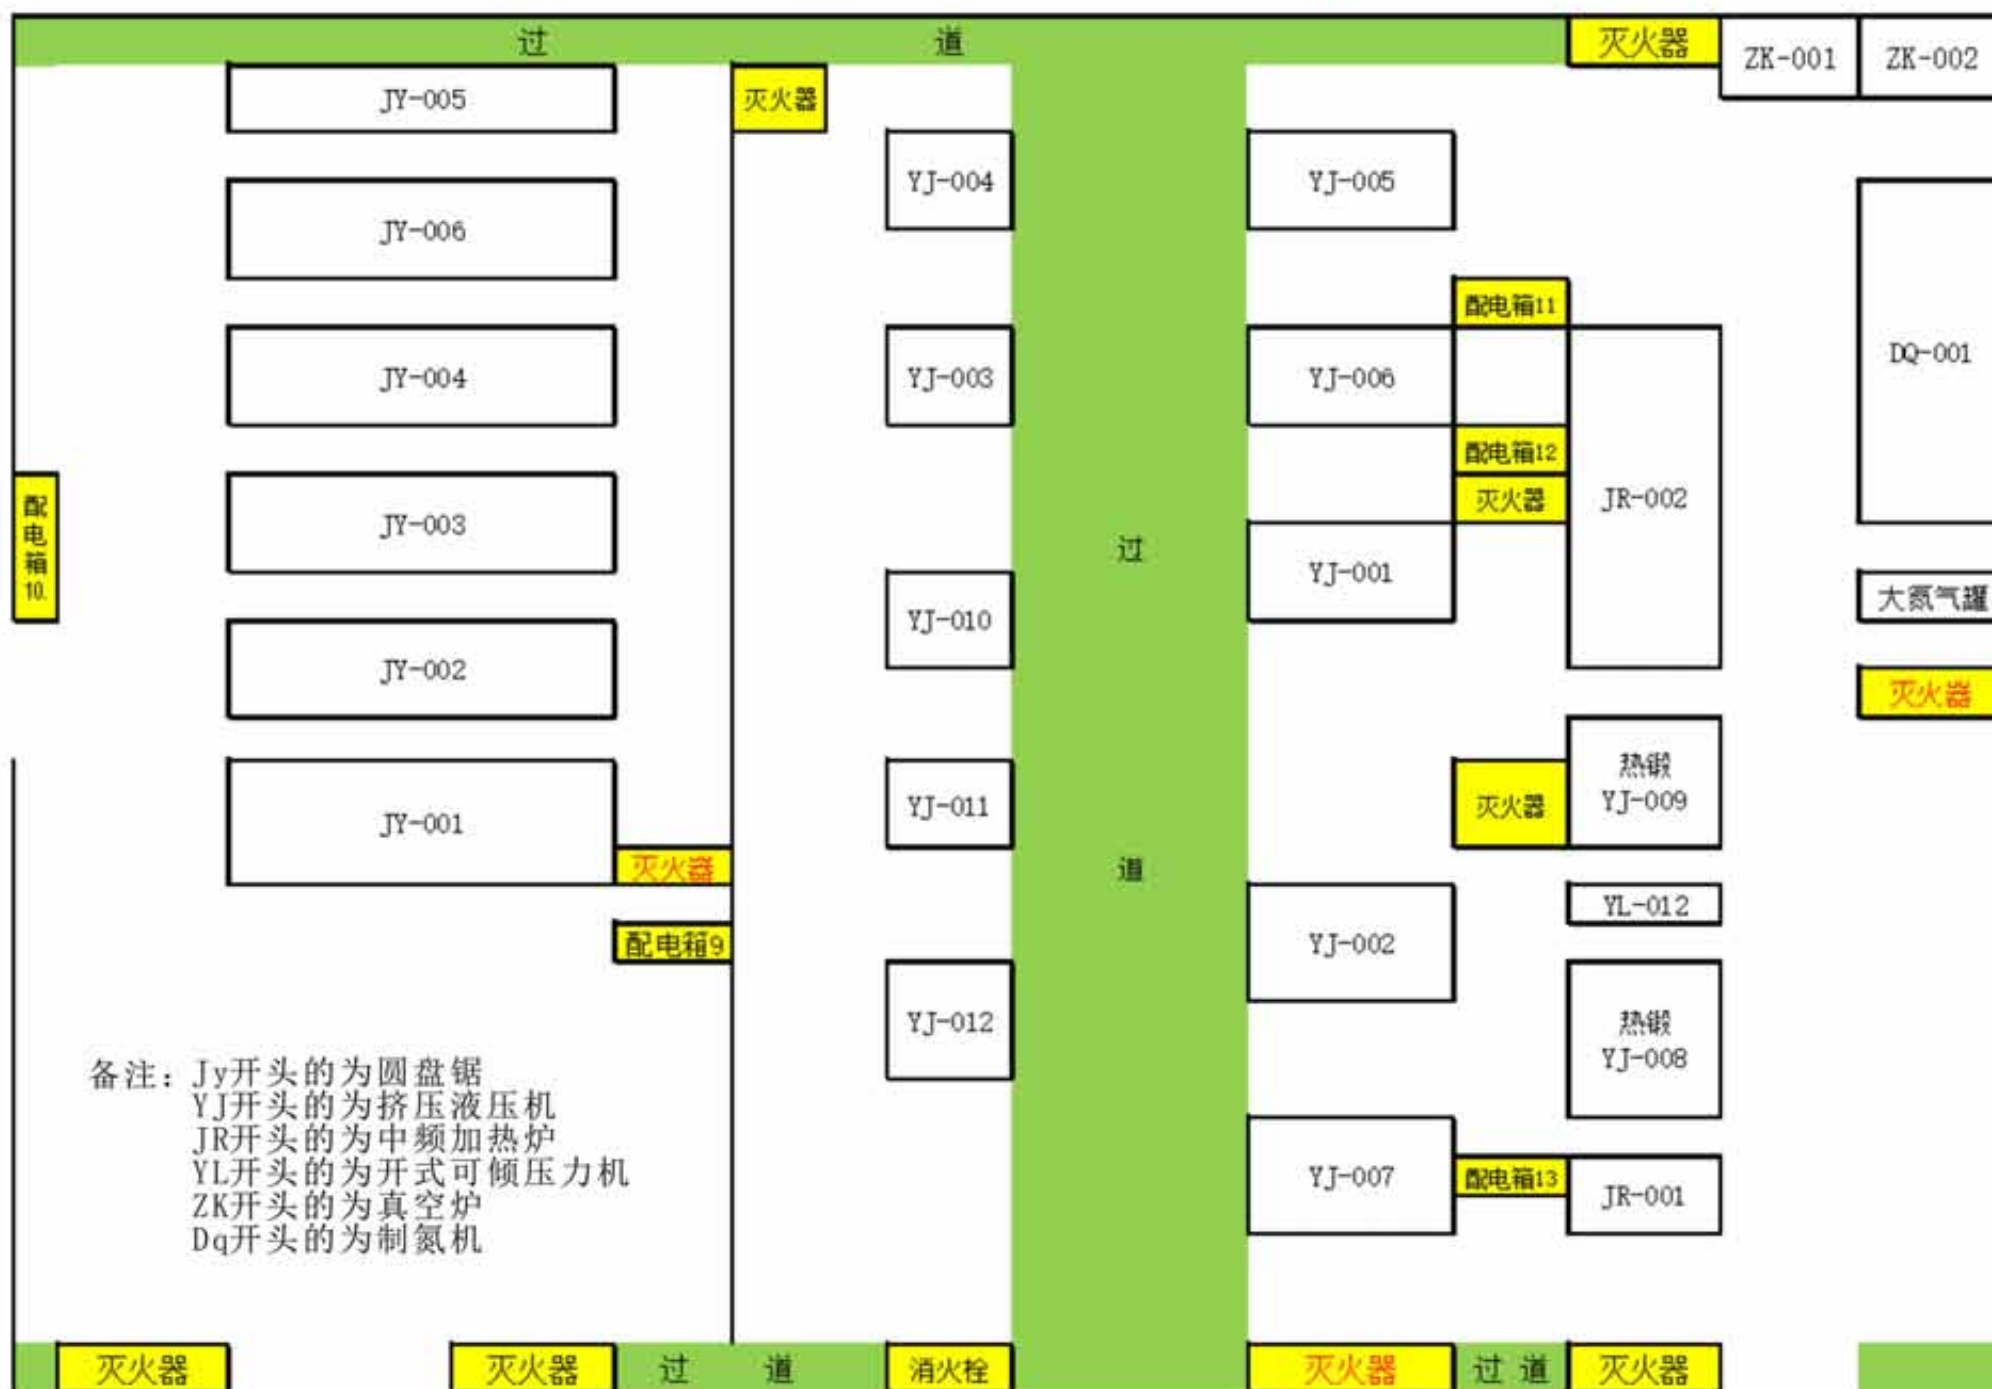 过 道
灭火器
ZK-001
ZK-002
JY-005
灭火器
YJ-004
YJ-005
JY-006
配电箱11
JY-004
YJ-003
YJ-006
DQ-001
配电箱12
灭火器
JR-002
配电箱10.
JY-003
过
YJ-001
大氮气罐
YJ-010
JY-002
灭火器
热锻
YJ-009
JY-001
YJ-011
灭火器
灭火器
道
YL-012
配电箱9
YJ-002
YJ-012
热锻
YJ-008
备注：Jy开头的为圆盘锯
YJ开头的为挤压液压机
JR开头的为中频加热炉
YL开头的为开式可倾压力机
ZK开头的为真空炉
Dq开头的为制氮机
YJ-007
配电箱13
JR-001
灭火器
灭火器
过 道
消火栓
灭火器
过 道
灭火器